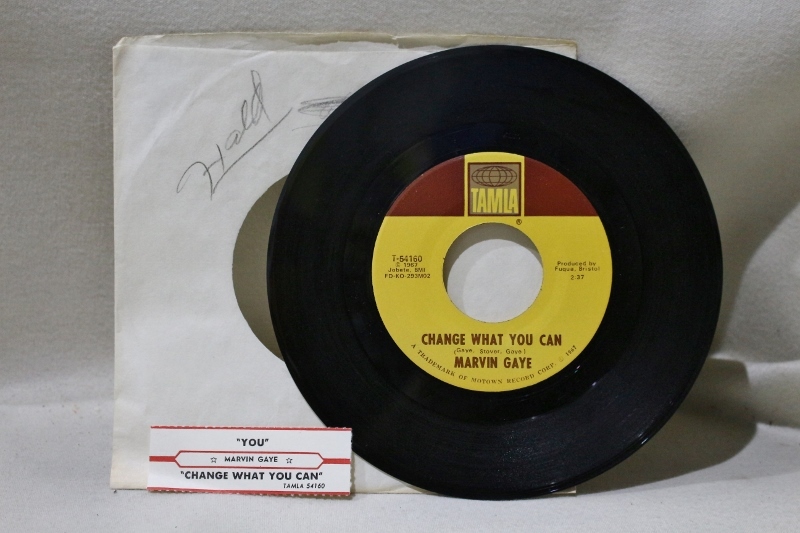 Hald
TAMLA
®
T-54160
℗ 1967
Jobete, BMI
Produced by
Fuqua, Bristol
2:37
CHANGE WHAT YOU CAN
(Gaye, Stover, Gaye)
MARVIN GAYE
A TRADEMARK OF MOTOWN RECORD CORP. © 1967
"YOU"
☆ MARVIN GAYE ☆
"CHANGE WHAT YOU CAN"
TAMLA 54160